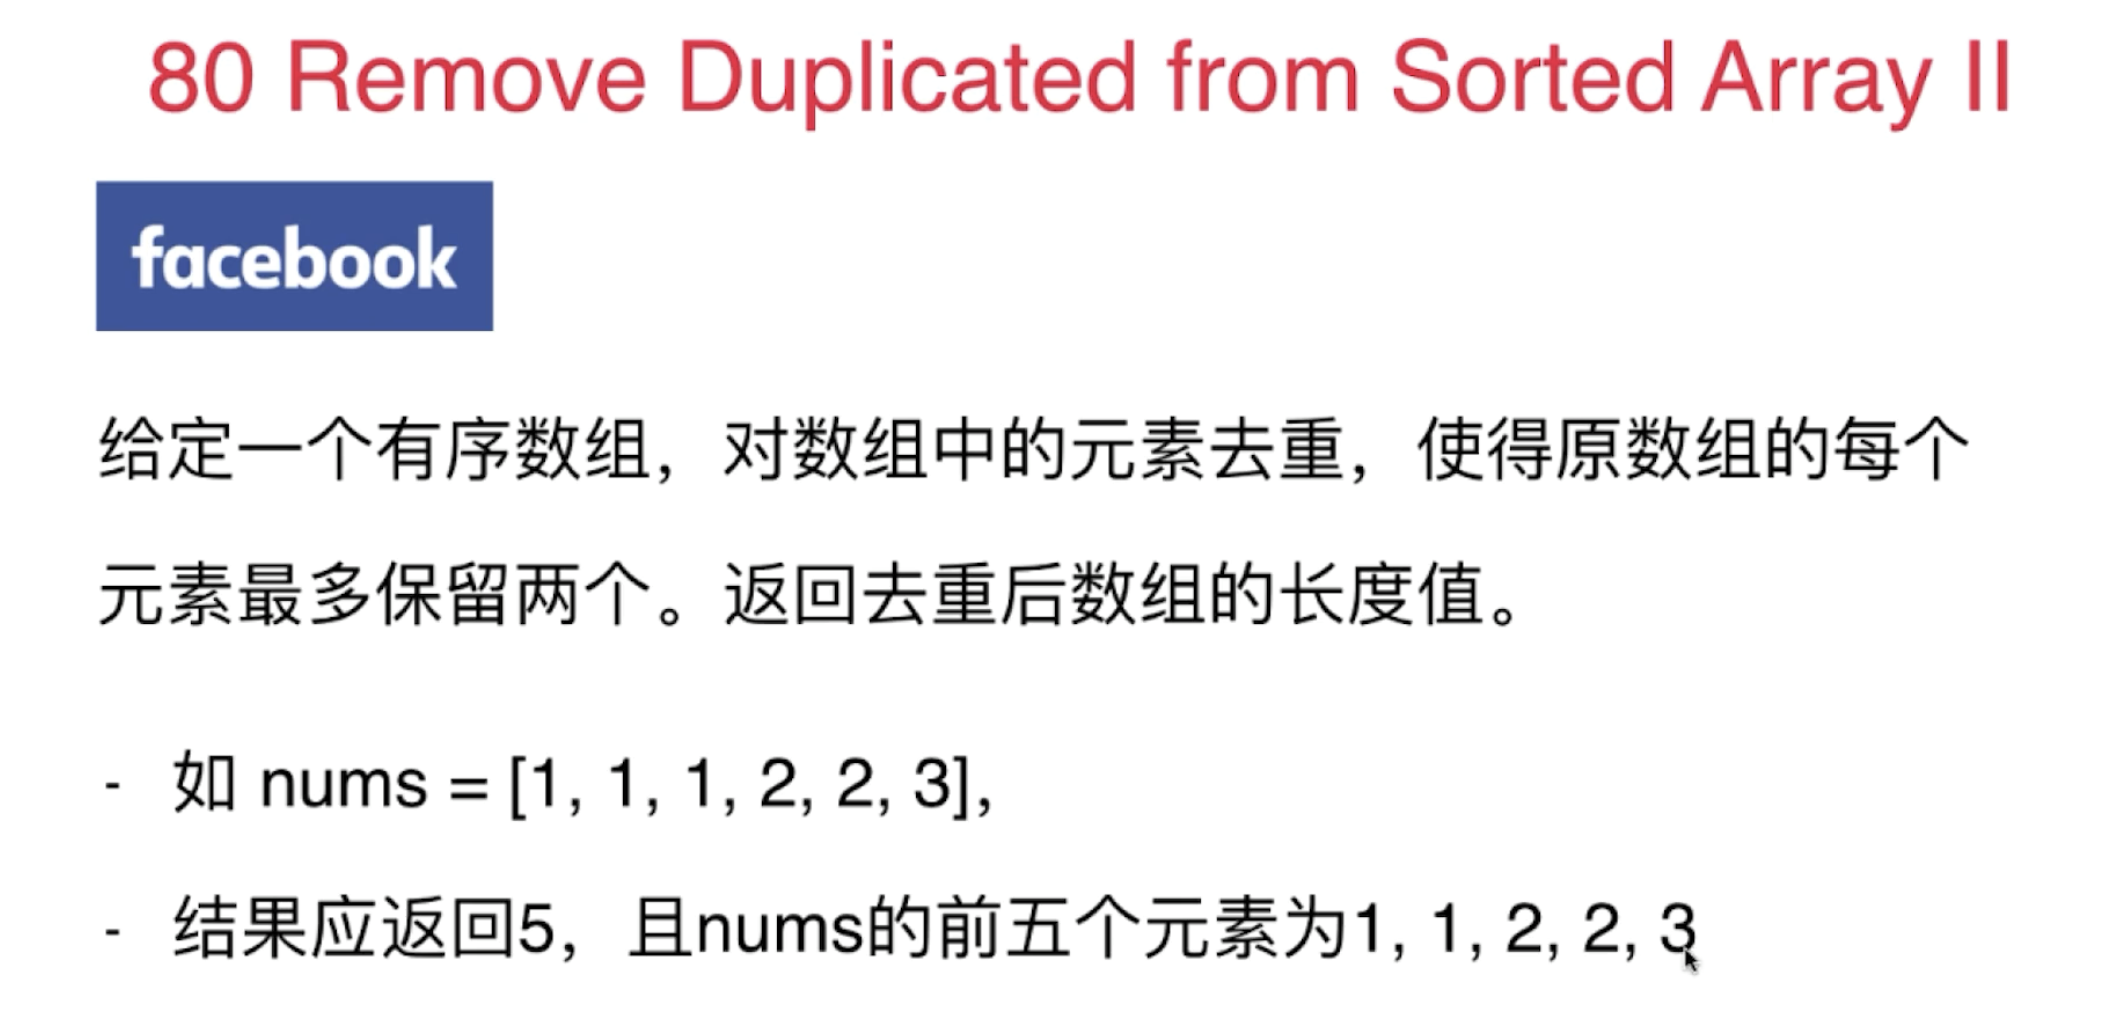 80 Remove Duplicated from Sorted Array II
facebook
给定一个有序数组，对数组中的元素去重，使得原数组的每个
元素最多保留两个。返回去重后数组的长度值。
- 如 nums = [1, 1, 1, 2, 2, 3],
- 结果应返回5，且nums的前五个元素为1, 1, 2, 2, 3